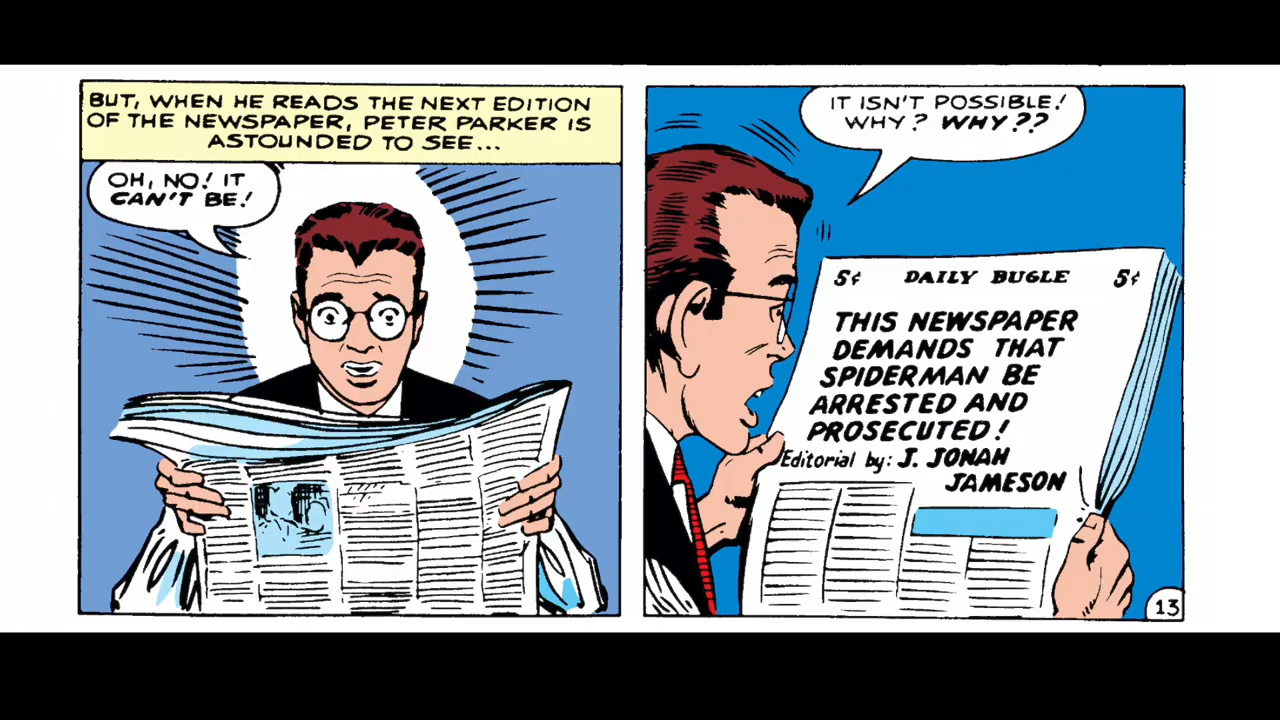 BUT, WHEN HE READS THE NEXT EDITION
OF THE NEWSPAPER, PETER PARKER IS
ASTOUNDED TO SEE...
OH, NO! IT
CAN'T BE!
IT ISN'T POSSIBLE!
WHY? WHY??
5¢ DAILY BUGLE 5¢
THIS NEWSPAPER
DEMANDS THAT
SPIDERMAN BE
ARRESTED AND
PROSECUTED!
Editorial by: J. JONAH
JAMESON
13